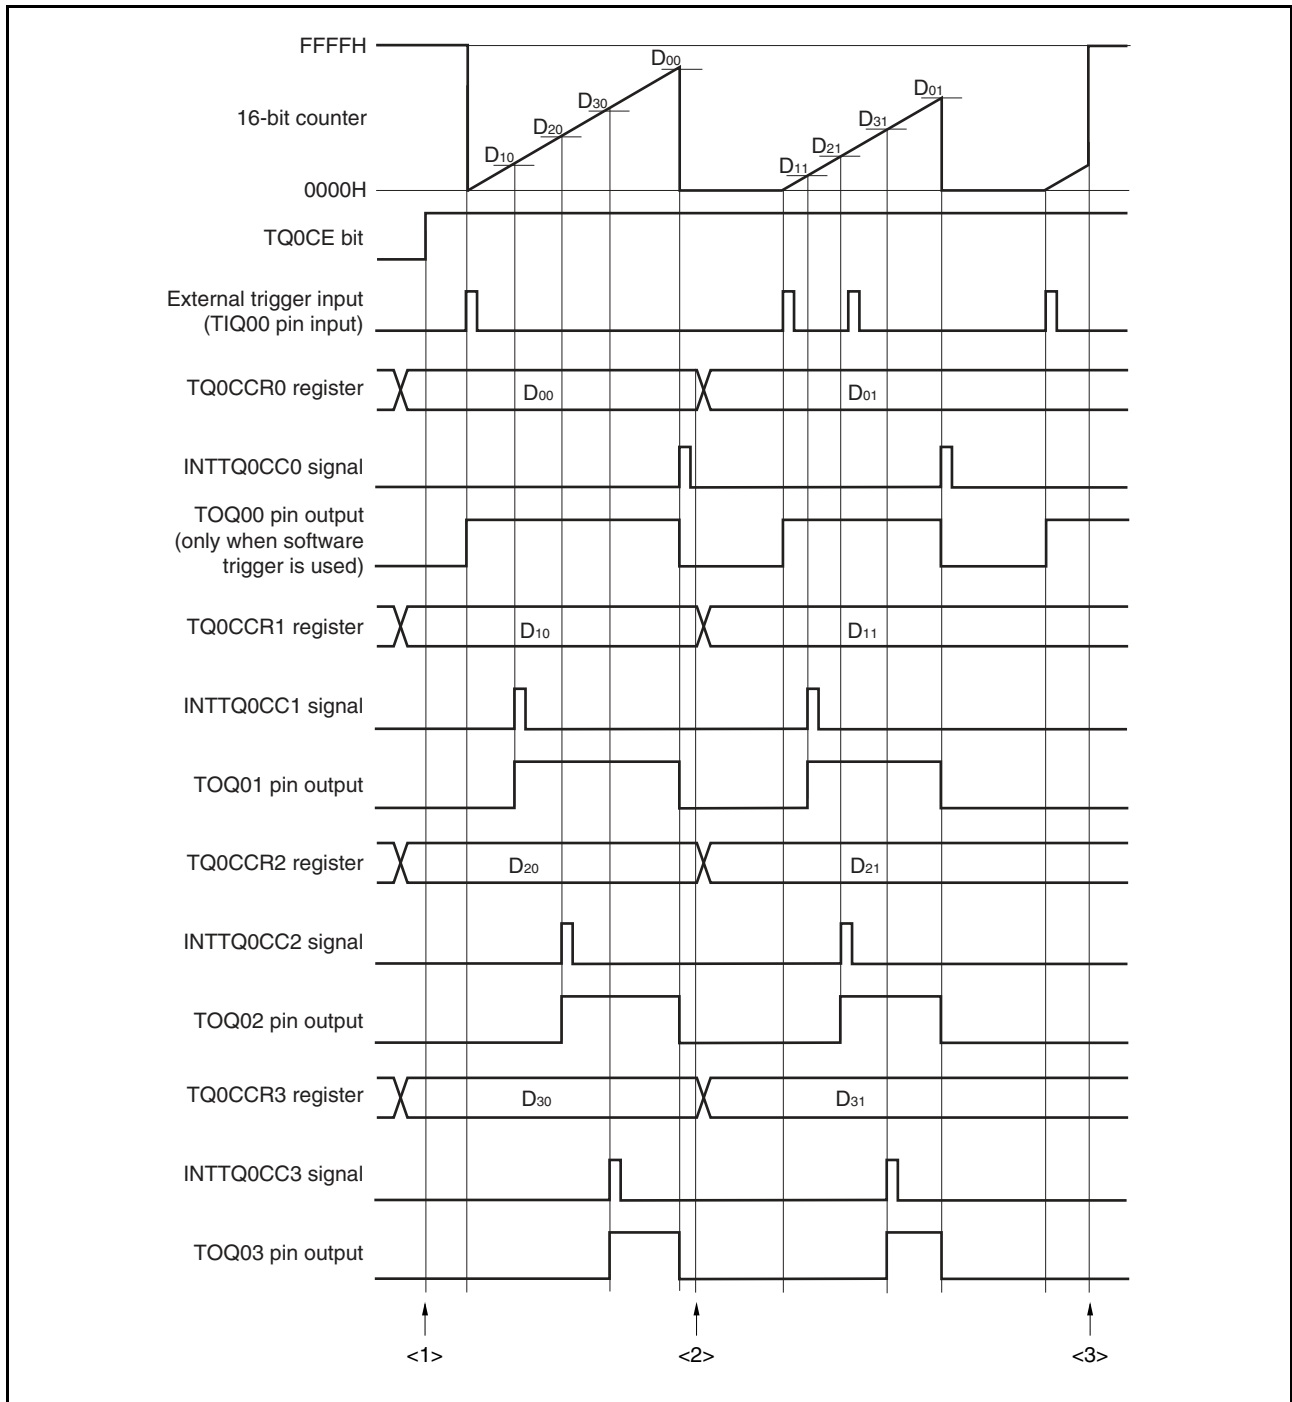 FFFFH
D00
D30
D01
16-bit counter
D20
D31
D10
D21
D11
0000H
TQ0CE bit
External trigger input
(TIQ00 pin input)
TQ0CCR0 register
D00
D01
INTTQ0CC0 signal
TOQ00 pin output
(only when software
trigger is used)
TQ0CCR1 register
D10
D11
INTTQ0CC1 signal
TOQ01 pin output
TQ0CCR2 register
D20
D21
INTTQ0CC2 signal
TOQ02 pin output
TQ0CCR3 register
D30
D31
INTTQ0CC3 signal
TOQ03 pin output
<1>
<2>
<3>